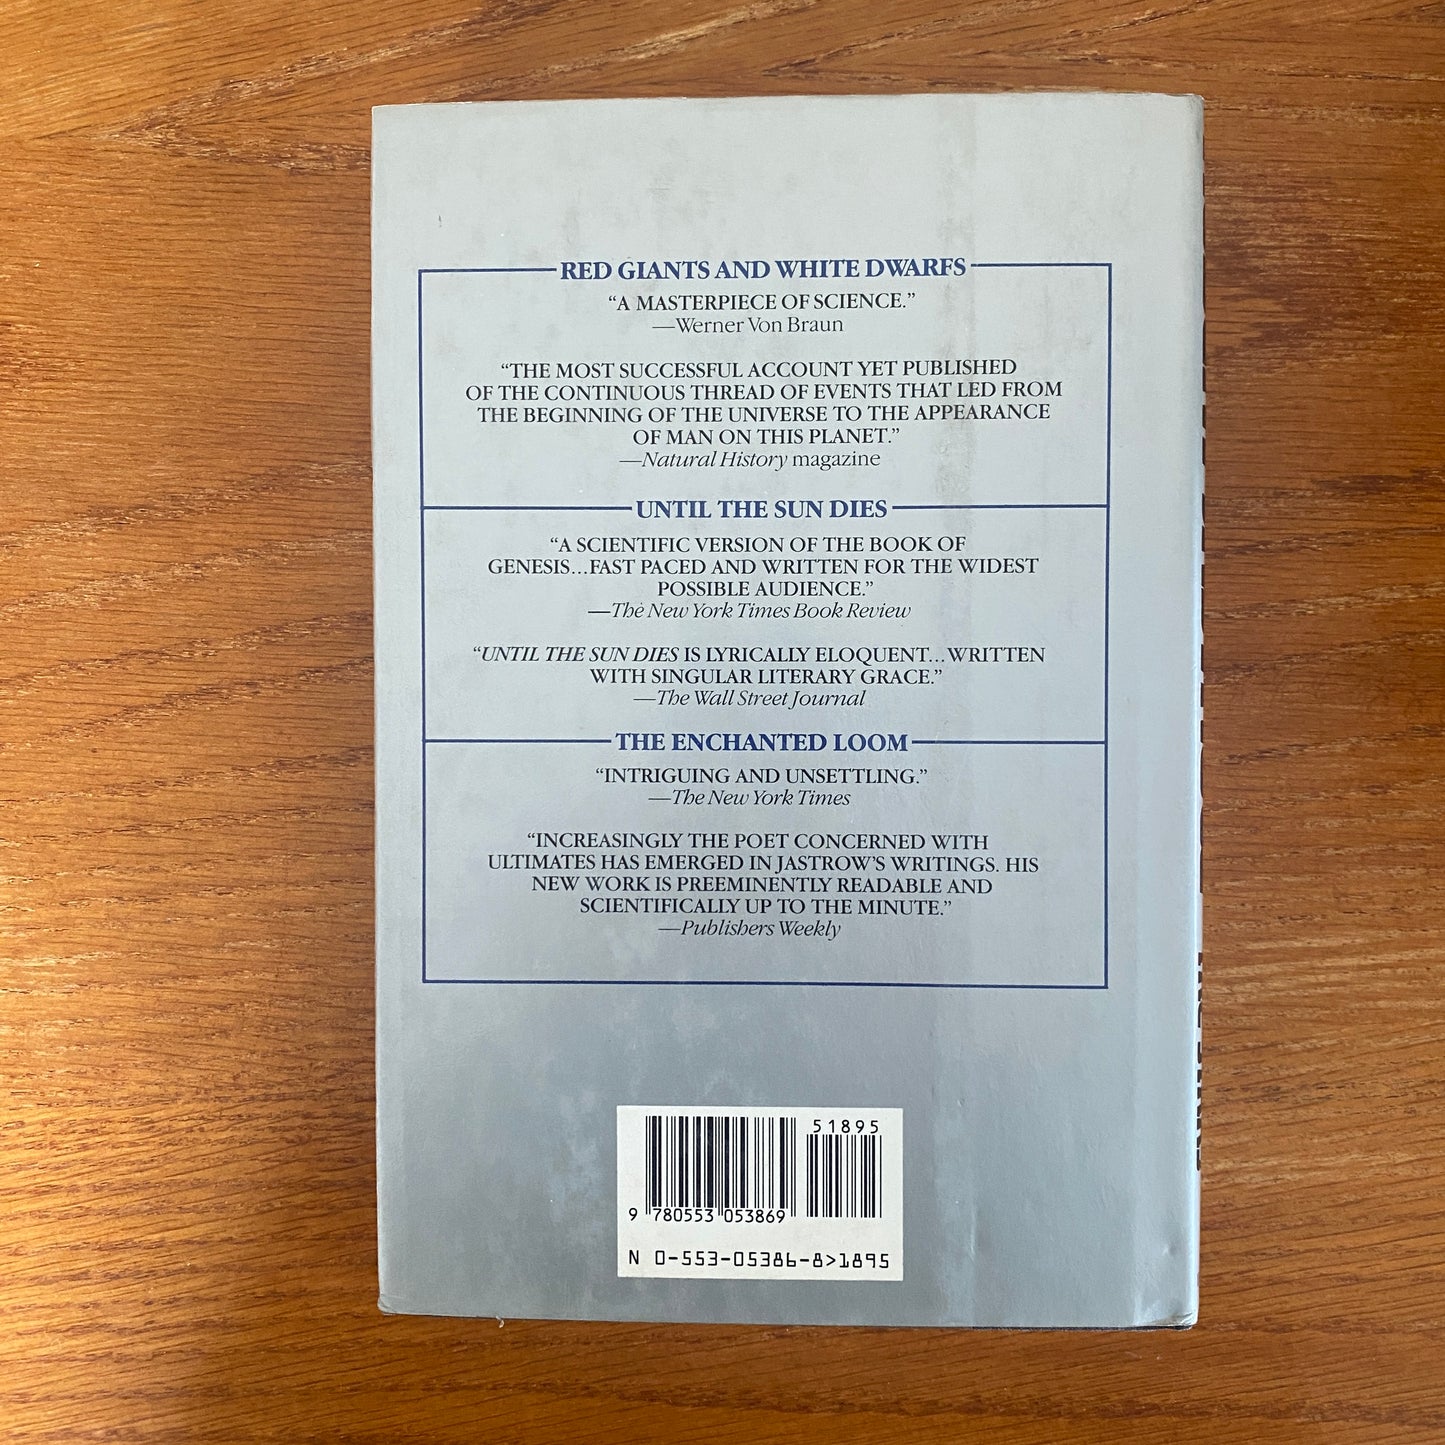 RED GIANTS AND WHITE DWARFS
“A MASTERPIECE OF SCIENCE.”
—Werner Von Braun
“THE MOST SUCCESSFUL ACCOUNT YET PUBLISHED
OF THE CONTINUOUS THREAD OF EVENTS THAT LED FROM
THE BEGINNING OF THE UNIVERSE TO THE APPEARANCE
OF MAN ON THIS PLANET.”
—Natural History magazine
UNTIL THE SUN DIES
“A SCIENTIFIC VERSION OF THE BOOK OF
GENESIS...FAST PACED AND WRITTEN FOR THE WIDEST
POSSIBLE AUDIENCE.”
—The New York Times Book Review
“UNTIL THE SUN DIES IS LYRICALLY ELOQUENT...WRITTEN
WITH SINGULAR LITERARY GRACE.”
—The Wall Street Journal
THE ENCHANTED LOOM
“INTRIGUING AND UNSETTLING.”
—The New York Times
“INCREASINGLY THE POET CONCERNED WITH
ULTIMATES HAS EMERGED IN JASTROW’S WRITINGS. HIS
NEW WORK IS PREEMINENTLY READABLE AND
SCIENTIFICALLY UP TO THE MINUTE.”
—Publishers Weekly
51895
9 780553 053869
N 0-553-05386-8>1895